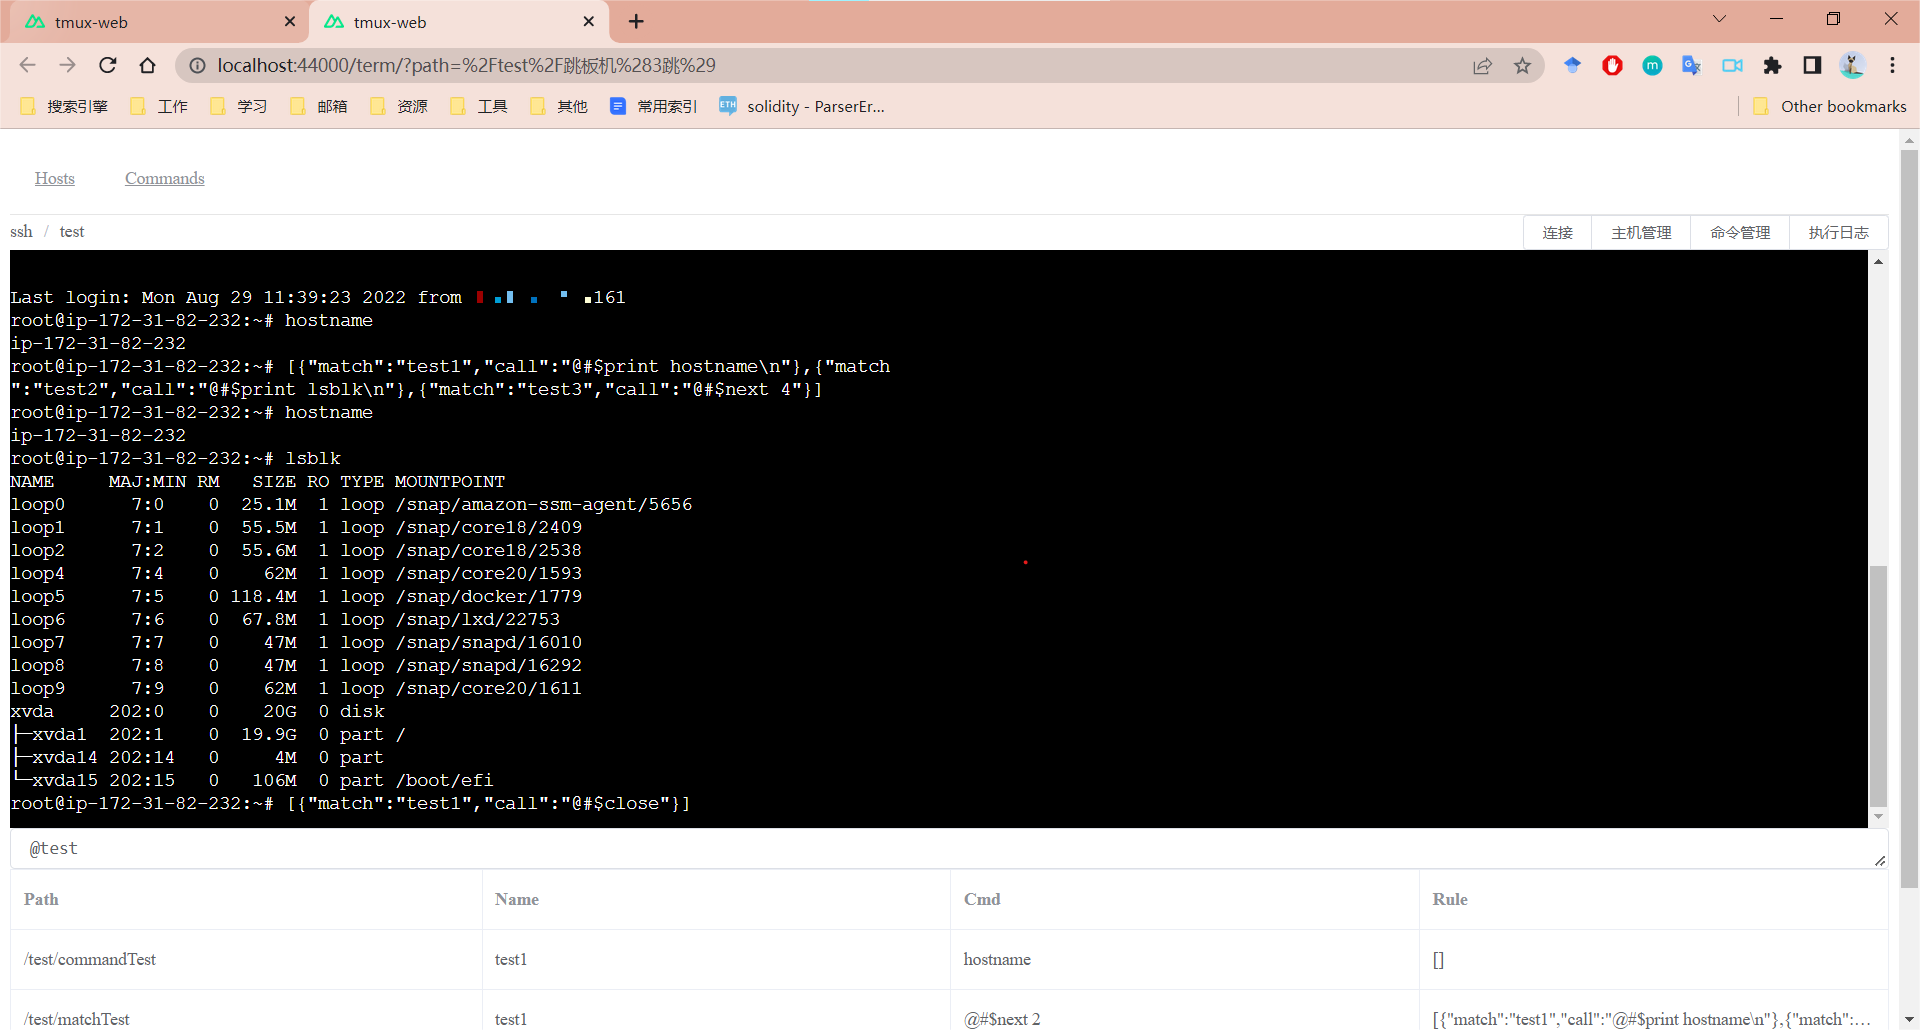 tmux-web
tmux-web
localhost:44000/term/?path=%2Ftest%2F跳板机%283跳%29
搜索引擎 工作 学习 邮箱 资源 工具 其他 常用索引 solidity - ParserEr... Other bookmarks
Hosts Commands
ssh / test 连接 主机管理 命令管理 执行日志
Last login: Mon Aug 29 11:39:23 2022 from 161
root@ip-172-31-82-232:~# hostname
ip-172-31-82-232
root@ip-172-31-82-232:~# [{"match":"test1","call":"@#$print hostname\n"},{"match
":"test2","call":"@#$print lsblk\n"},{"match":"test3","call":"@#$next 4"}]
root@ip-172-31-82-232:~# hostname
ip-172-31-82-232
root@ip-172-31-82-232:~# lsblk
NAME MAJ:MIN RM SIZE RO TYPE MOUNTPOINT
loop0 7:0 0 25.1M 1 loop /snap/amazon-ssm-agent/5656
loop1 7:1 0 55.5M 1 loop /snap/core18/2409
loop2 7:2 0 55.6M 1 loop /snap/core18/2538
loop4 7:4 0 62M 1 loop /snap/core20/1593
loop5 7:5 0 118.4M 1 loop /snap/docker/1779
loop6 7:6 0 67.8M 1 loop /snap/lxd/22753
loop7 7:7 0 47M 1 loop /snap/snapd/16010
loop8 7:8 0 47M 1 loop /snap/snapd/16292
loop9 7:9 0 62M 1 loop /snap/core20/1611
xvda 202:0 0 20G 0 disk
├─xvda1 202:1 0 19.9G 0 part /
├─xvda14 202:14 0 4M 0 part
└─xvda15 202:15 0 106M 0 part /boot/efi
root@ip-172-31-82-232:~# [{"match":"test1","call":"@#$close"}]
@test
Path Name Cmd Rule
/test/commandTest test1 hostname []
/test/matchTest test1 @#$next 2 [{"match":"test1","call":"@#$print hostname\n"},{"match":…